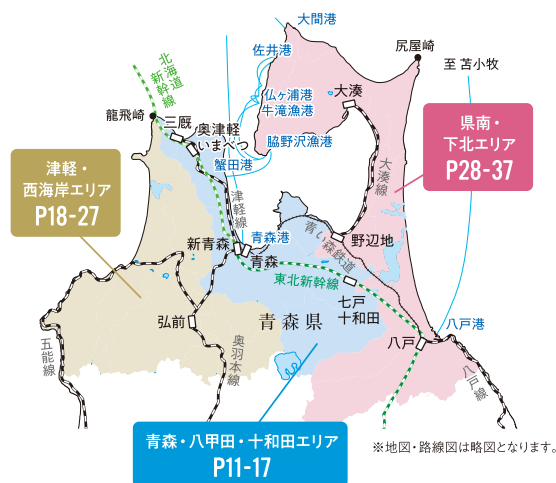 大間港
佐井港
尻屋崎
至 苫小牧
北海道
新幹線
仏ヶ浦港
牛滝漁港
大湊
龍飛崎
三厩
奥津軽
いまべつ
脇野沢漁港
蟹田港
県南・
下北エリア
P28-37
大湊線
津軽・
西海岸エリア
P18-27
津軽線
新青森
青森港
青森
青い森鉄道
野辺地
東北新幹線
七戸
十和田
弘前
青森県
八戸
八戸港
五能線
奥羽本線
八戸線
青森・八甲田・十和田エリア
P11-17
※地図・路線図は略図となります。